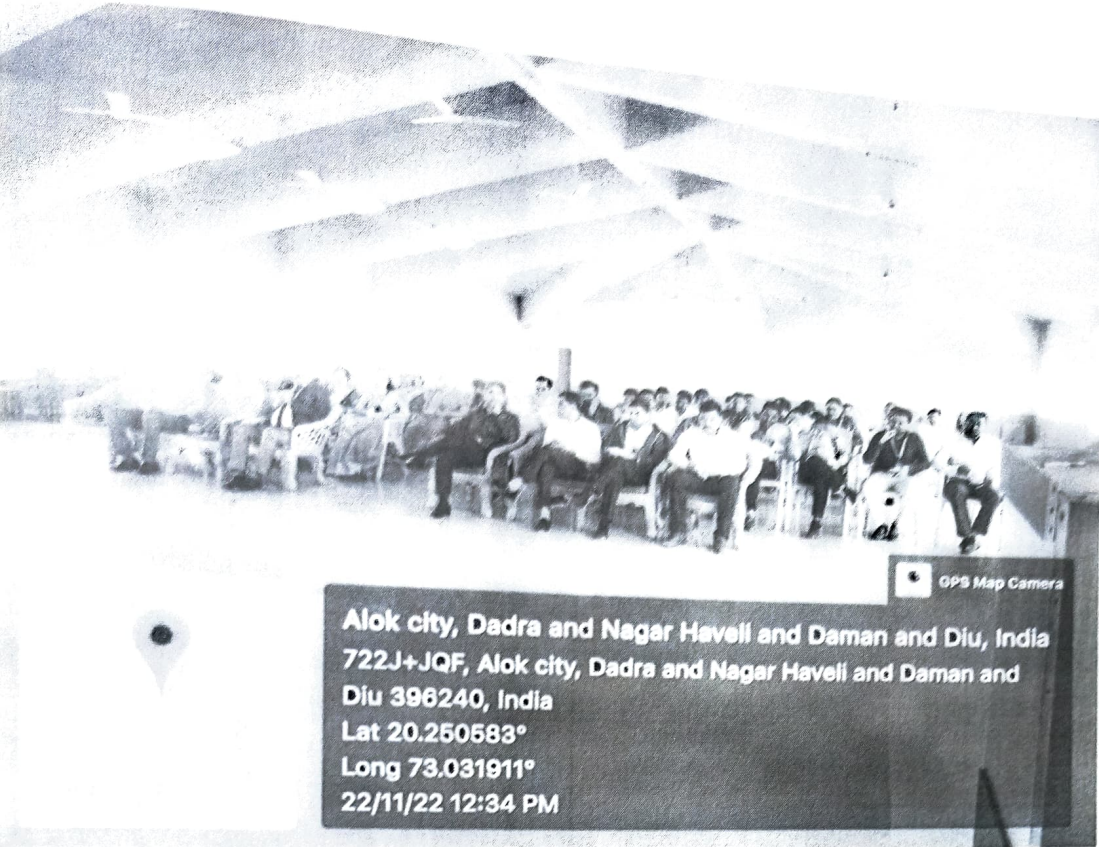 GPS Map Camera
Alok city, Dadra and Nagar Haveli and Daman and Diu, India
722J+JQF, Alok city, Dadra and Nagar Haveli and Daman and
Diu 396240, India
Lat 20.250583°
Long 73.031911°
22/11/22 12:34 PM